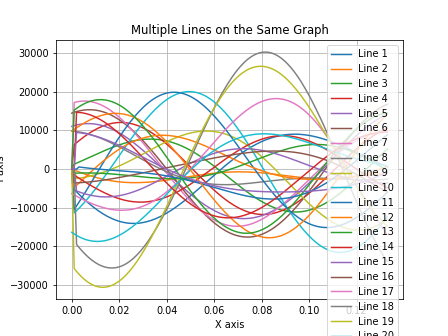 Multiple Lines on the Same Graph
30000
20000
10000
0
−10000
−20000
−30000
0.00
0.02
0.04
0.06
0.08
0.10
X axis
Line 1
Line 2
Line 3
Line 4
Line 5
Line 6
Line 7
Line 8
Line 9
Line 10
Line 11
Line 12
Line 13
Line 14
Line 15
Line 16
Line 17
Line 18
Line 19
Line 20